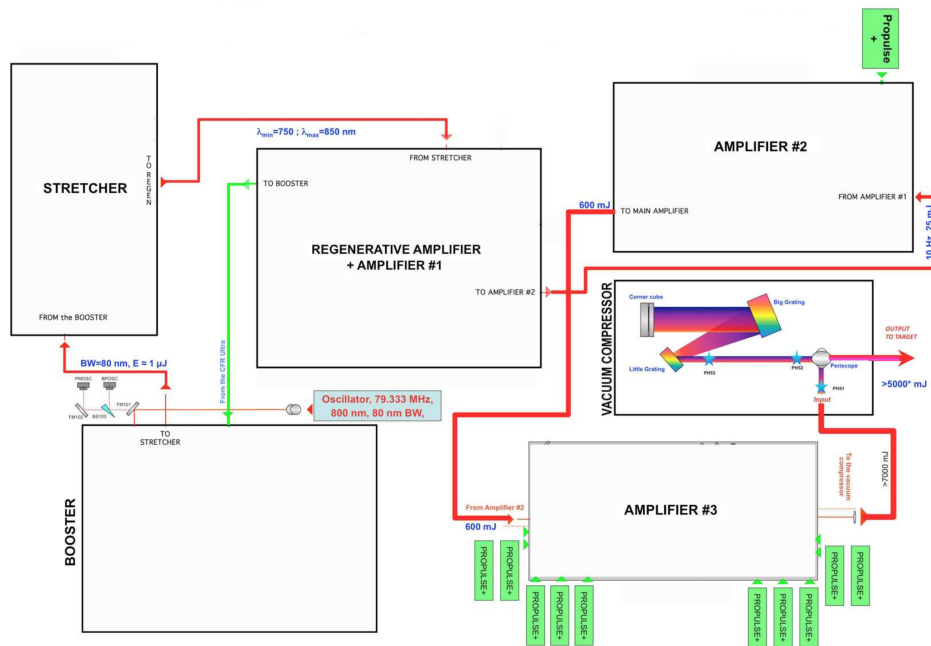 Propulse
+
STRETCHER
TO REGEN
FROM the BOOSTER
λmin=750 ; λmax=850 nm
FROM STRETCHER
TO BOOSTER
REGENERATIVE AMPLIFIER
+ AMPLIFIER #1
TO AMPLIFIER #2
AMPLIFIER #2
FROM AMPLIFIER #1
600 mJ
TO MAIN AMPLIFIER
10 Hz, 25 mJ
From the CFR Ultra
BW=80 nm, E ≈ 1 µJ
PMOSC
BPOSC
FM102
BS103
FM101
TO
STRETCHER
Oscillator, 79.333 MHz,
800 nm, 80 nm BW,
BOOSTER
VACUUM COMPRESSOR
Corner cube
Big Grating
Little Grating
PHS3
PHS2
Periscope
PHS1
Input
OUTPUT
TO TARGET
>5000* mJ
From Amplifier #2
600 mJ
AMPLIFIER #3
To the vacuum
compressor
>7000 mJ
PROPULSE+
PROPULSE+
PROPULSE+
PROPULSE+
PROPULSE+
PROPULSE+
PROPULSE+
PROPULSE+
PROPULSE+
PROPULSE+